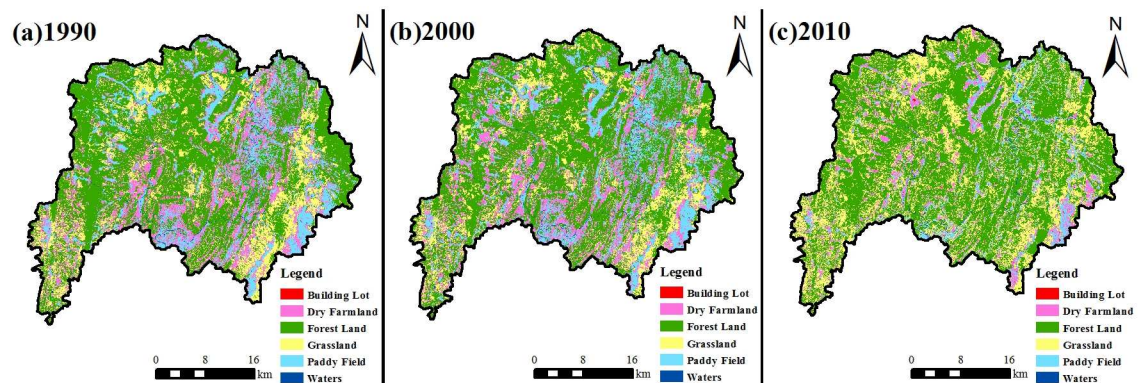 (a)1990
N
Legend
Building Lot
Dry Farmland
Forest Land
Grassland
Paddy Field
Waters
0 8 16
km
(b)2000
N
Legend
Building Lot
Dry Farmland
Forest Land
Grassland
Paddy Field
Waters
0 8 16
km
(c)2010
N
Legend
Building Lot
Dry Farmland
Forest Land
Grassland
Paddy Field
Waters
0 8 16
km